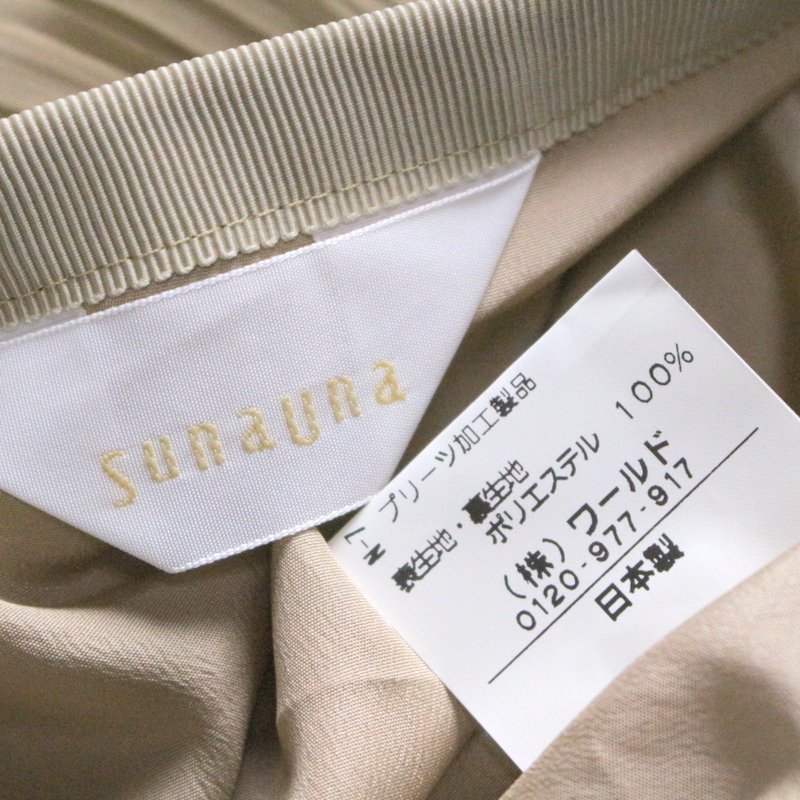 sunauna
N-7 プリーツ加工製品
表生地・裏生地
ポリエステル 100%
(株) ワールド
0120-977-917
日本製